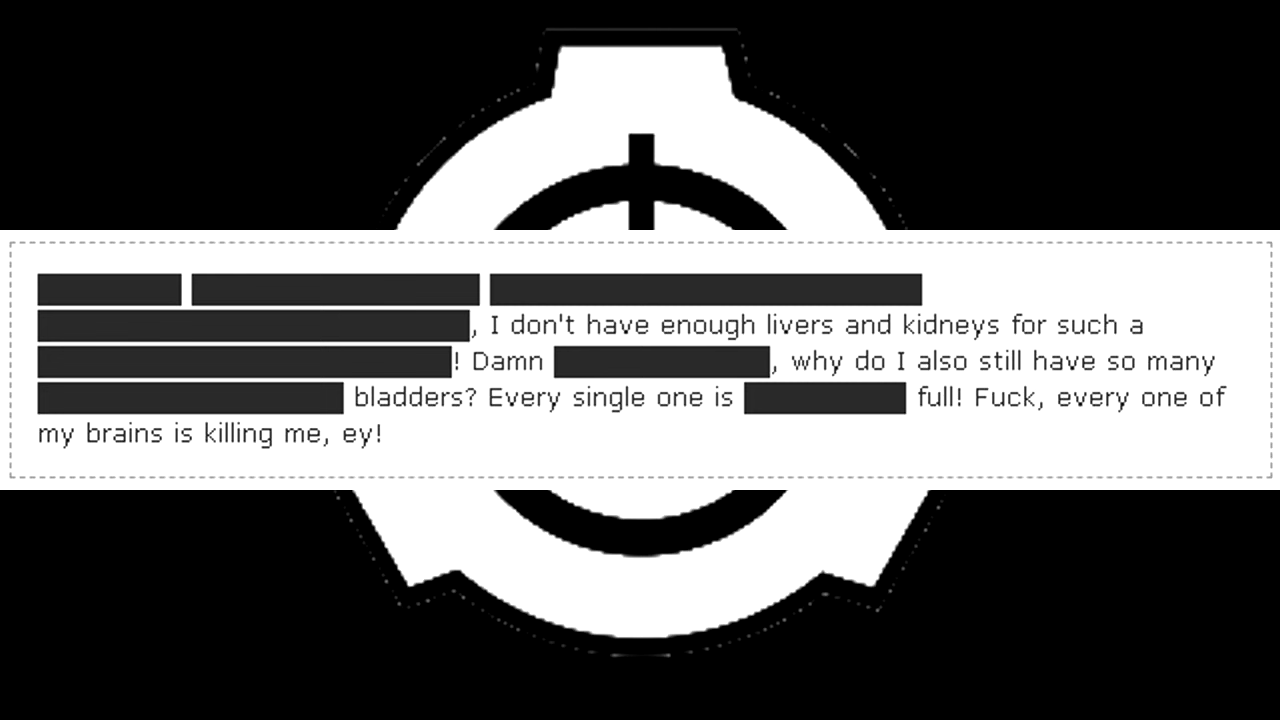 , I don't have enough livers and kidneys for such a
! Damn , why do I also still have so many
bladders? Every single one is full! Fuck, every one of
my brains is killing me, ey!